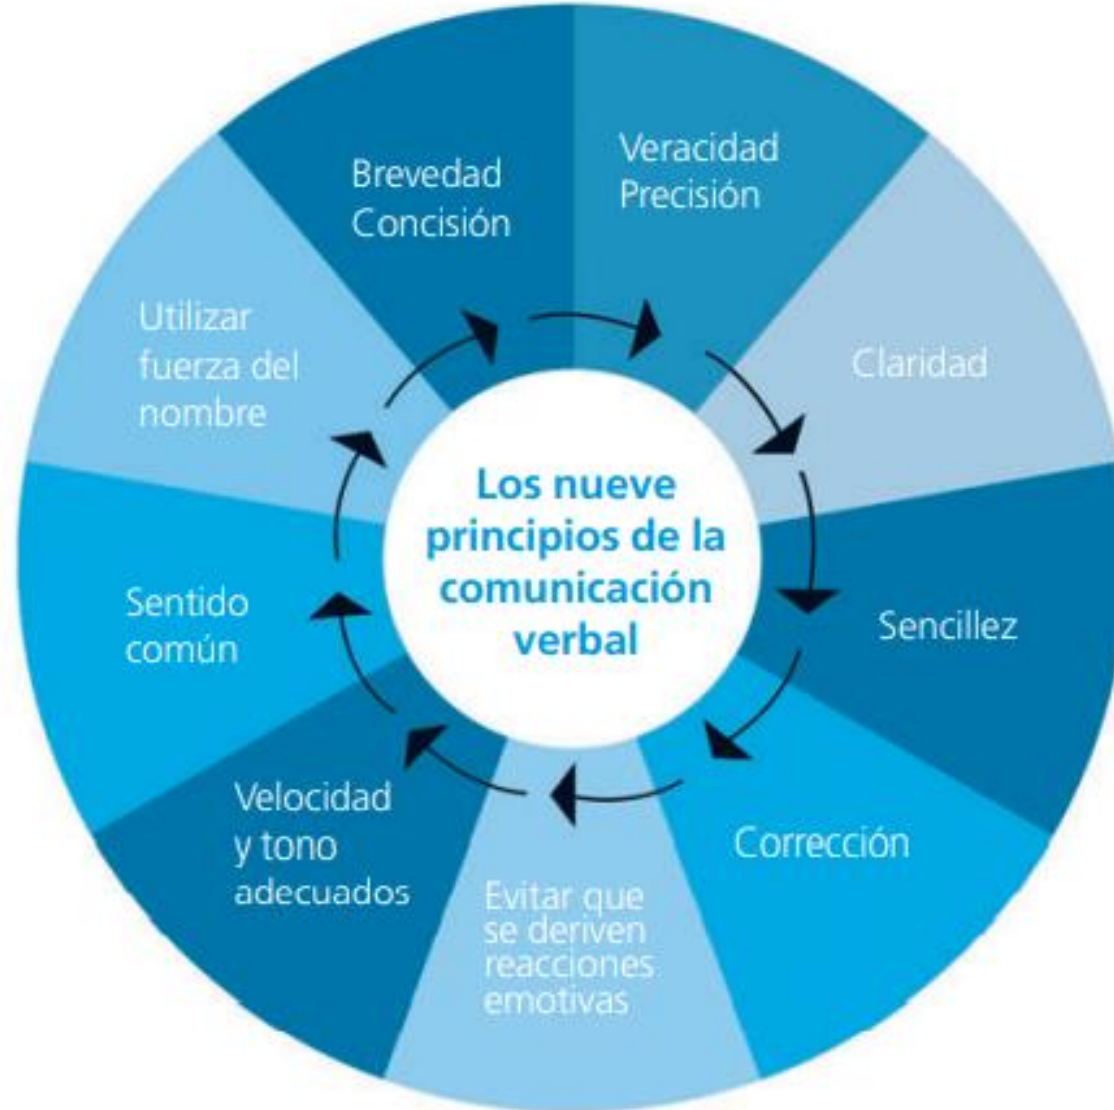 Brevedad
Concisión
Veracidad
Precisión
Claridad
Sencillez
Corrección
Evitar que
se deriven
reacciones
emotivas
Velocidad
y tono
adecuados
Sentido
común
Utilizar
fuerza del
nombre
Los nueve
principios de la
comunicación
verbal